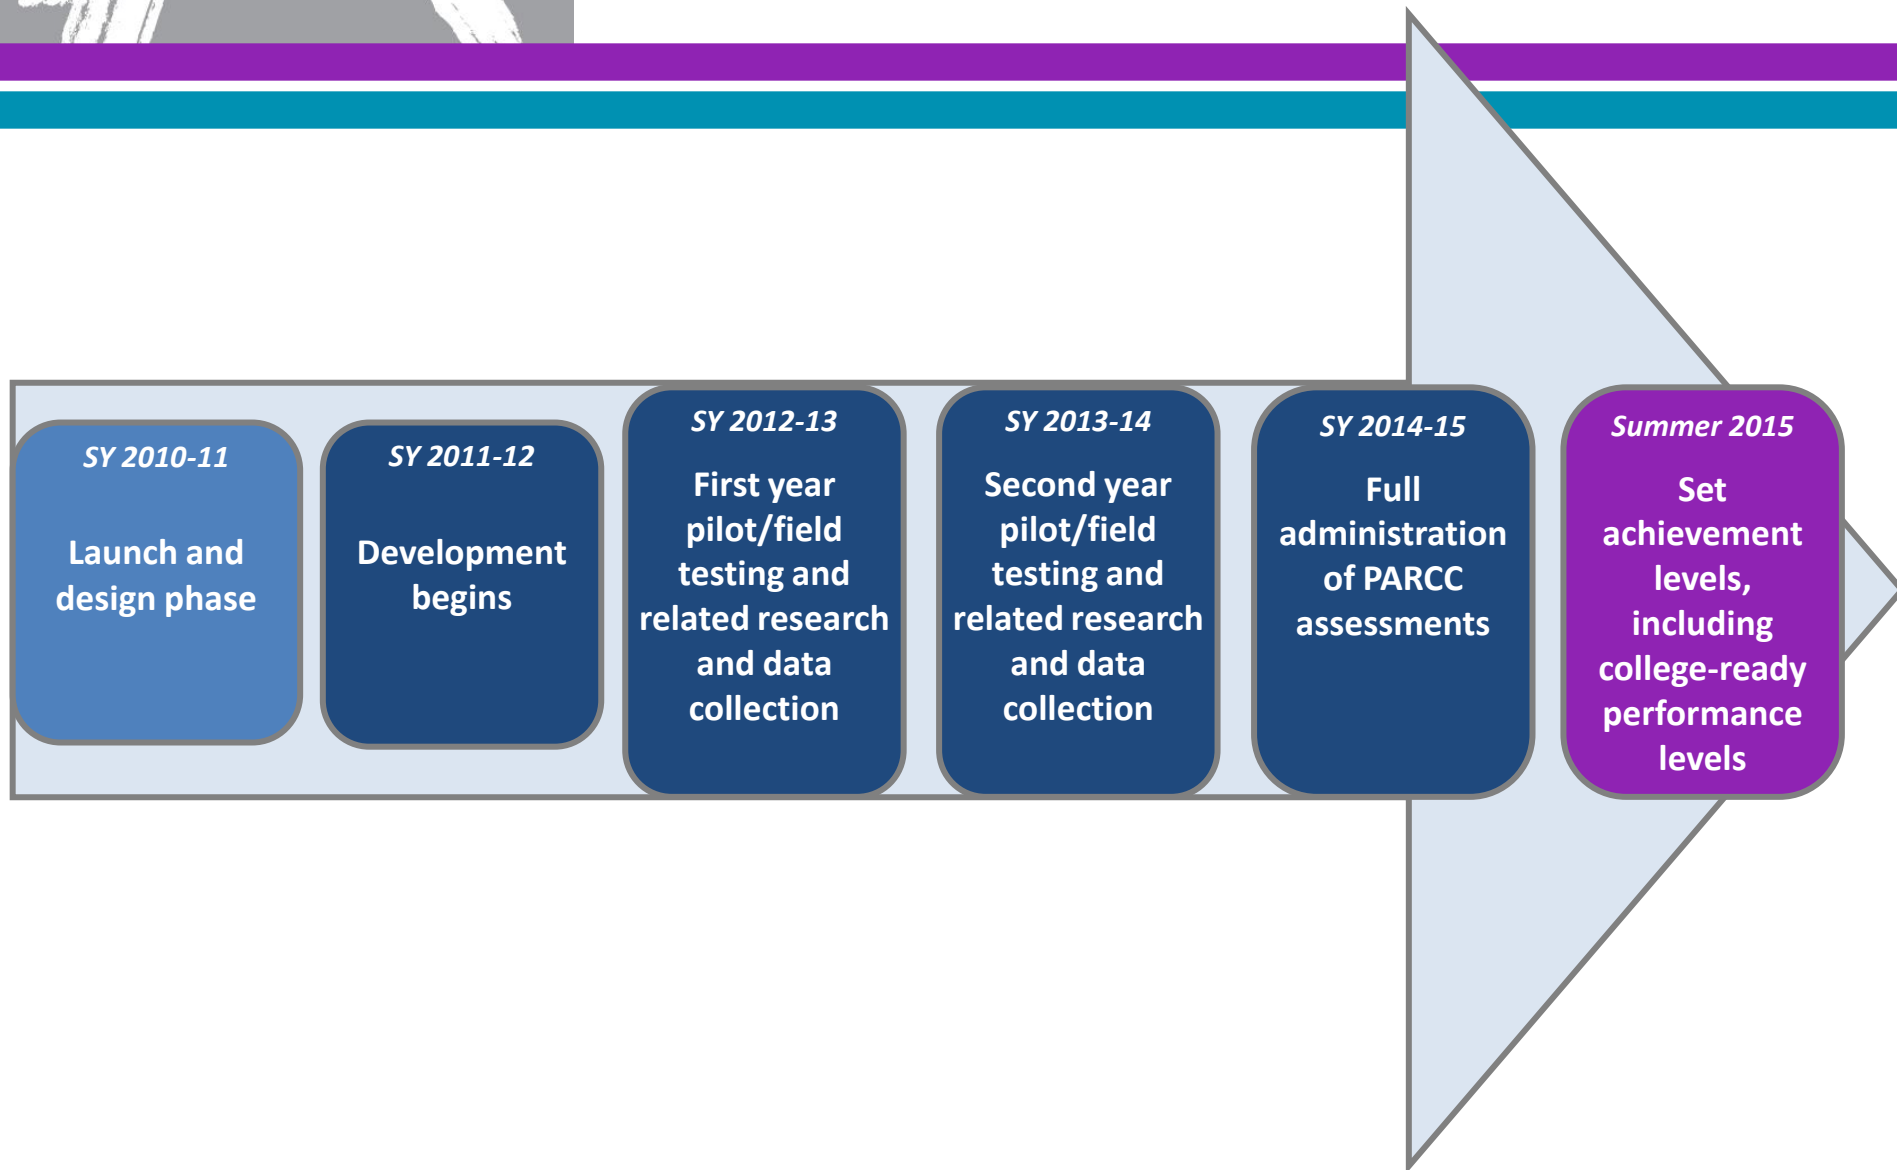 SY 2010-11
Launch and
design phase
SY 2011-12
Development
begins
SY 2012-13
First year
pilot/field
testing and
related research
and data
collection
SY 2013-14
Second year
pilot/field
testing and
related research
and data
collection
SY 2014-15
Full
administration
of PARCC
assessments
Summer 2015
Set
achievement
levels,
including
college-ready
performance
levels